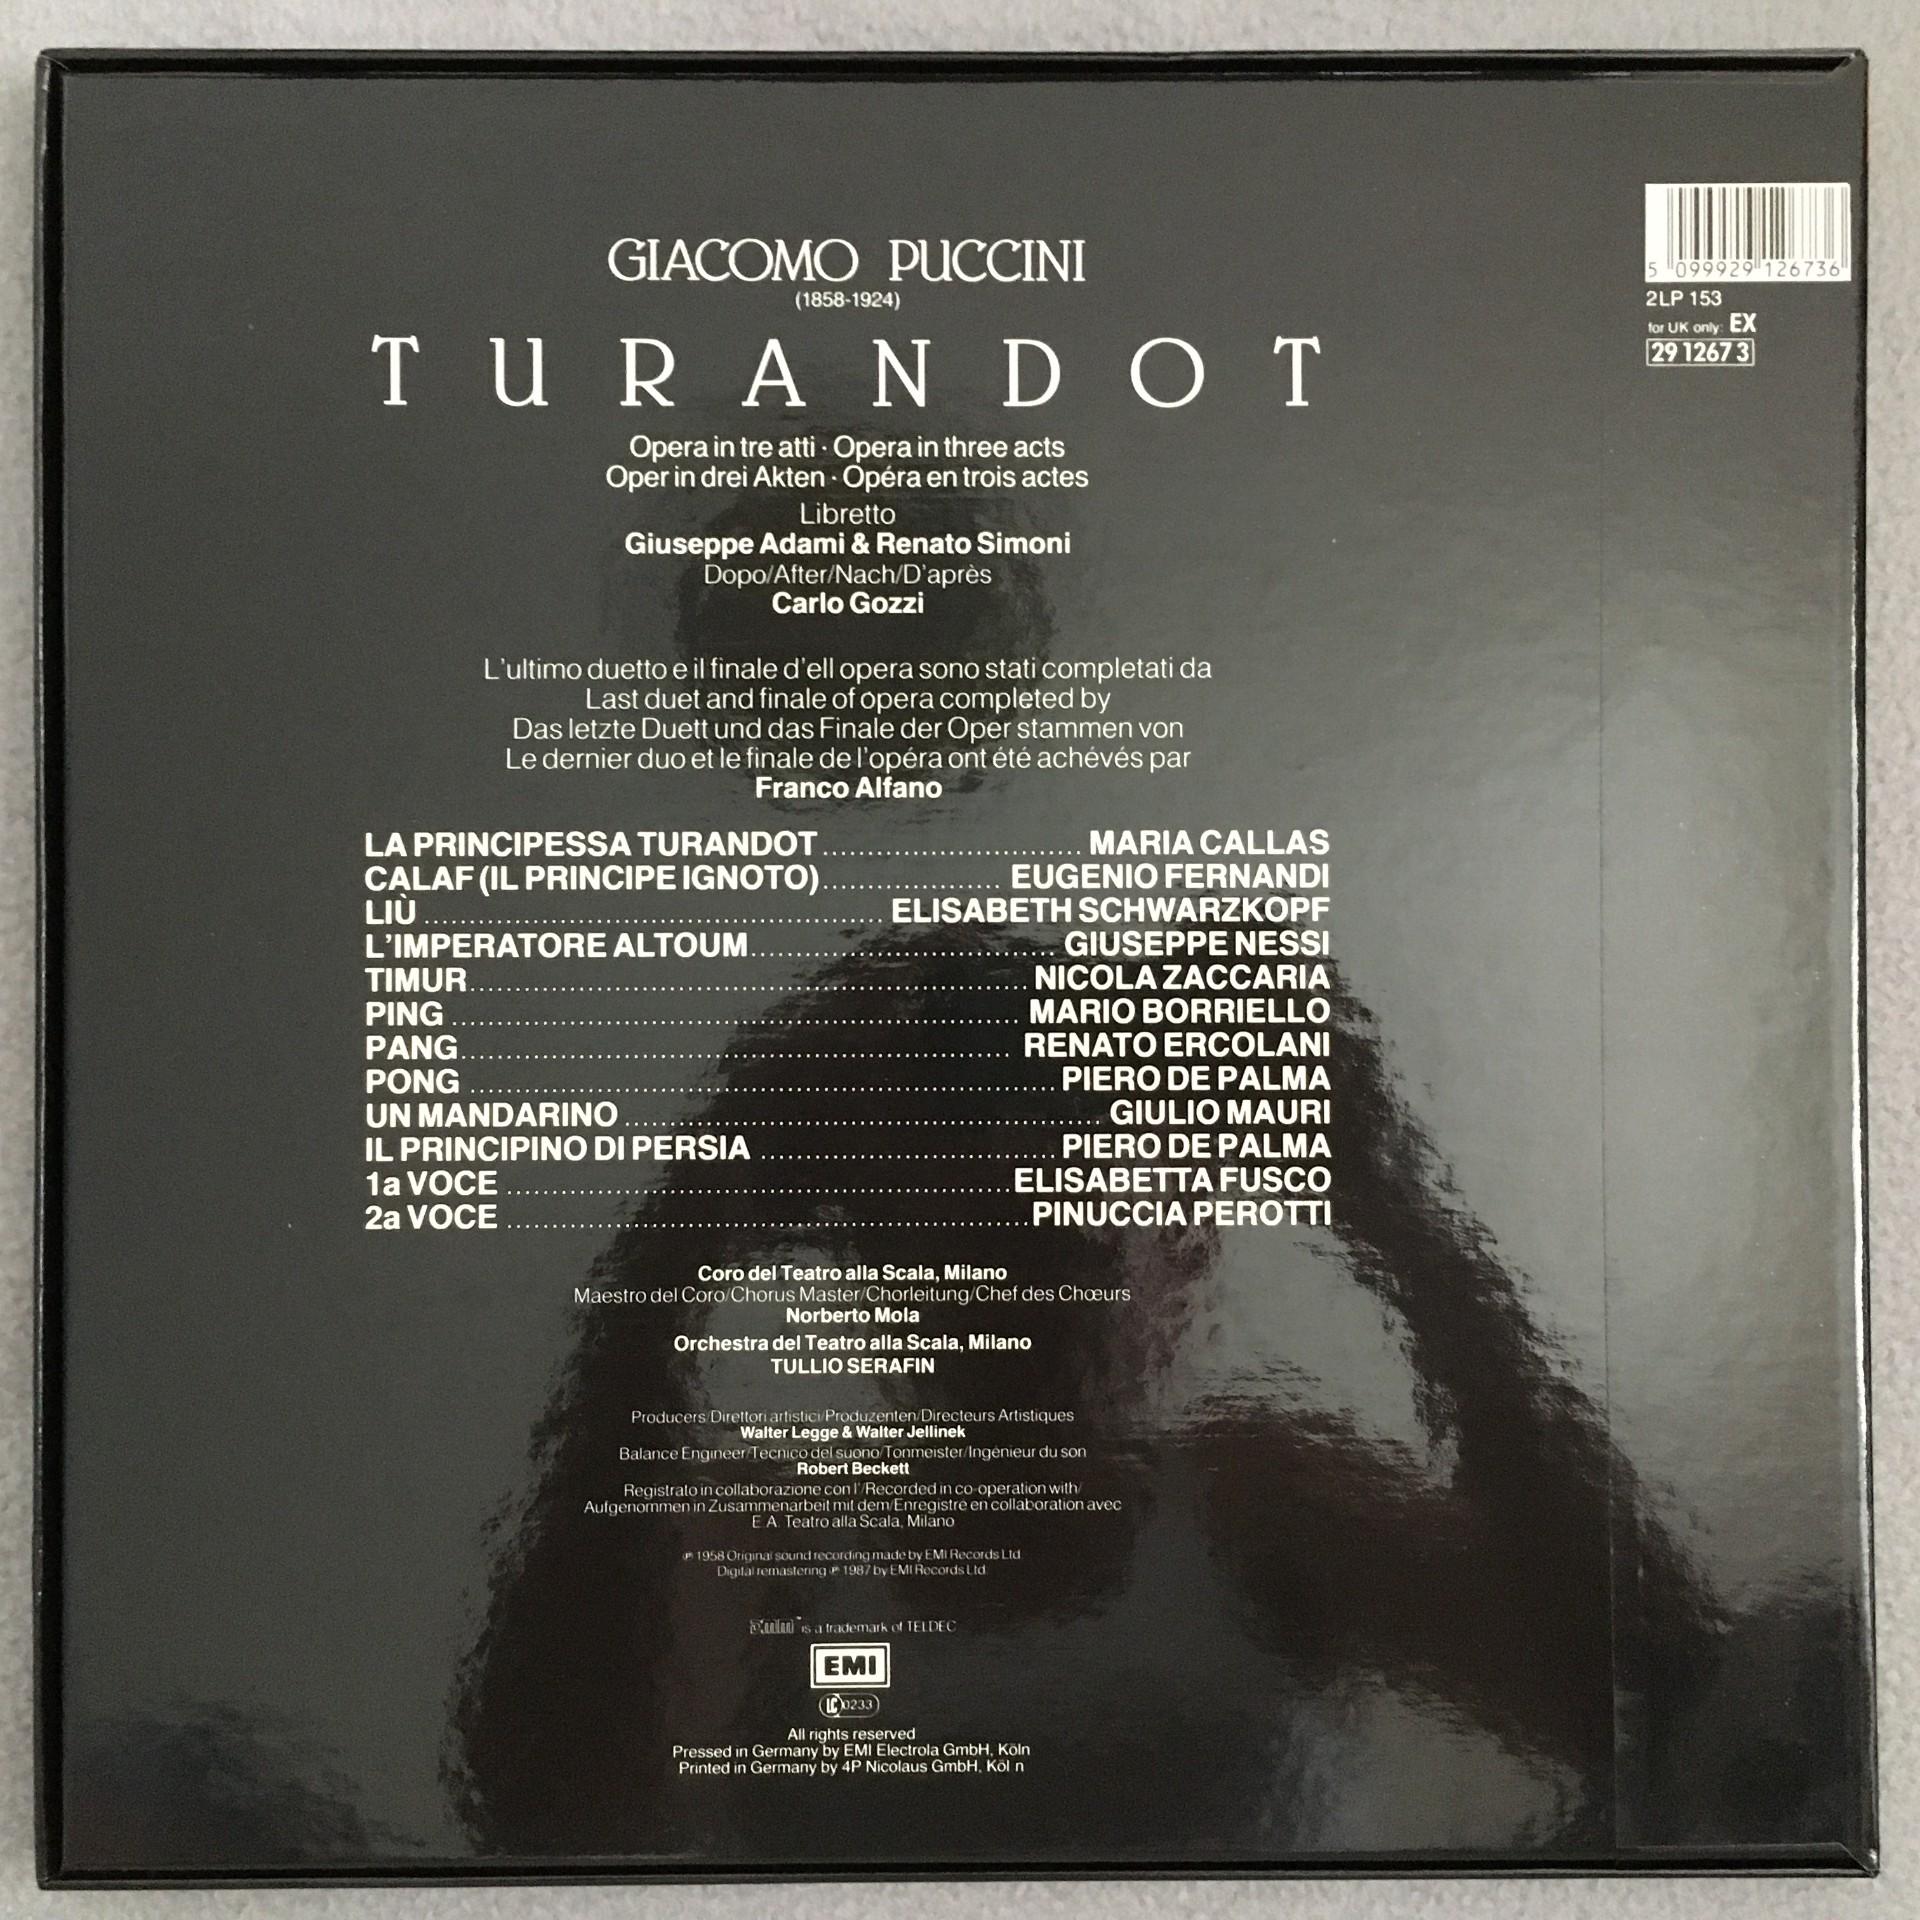 GIACOMO PUCCINI
(1858-1924)
TURANDOT
Opera in tre atti · Opera in three acts
Oper in drei Akten · Opéra en trois actes
Libretto
Giuseppe Adami & Renato Simoni
Dopo/After/Nach/D'après
Carlo Gozzi
L'ultimo duetto e il finale d'ell opera sono stati completati da
Last duet and finale of opera completed by
Das letzte Duett und das Finale der Oper stammen von
Le dernier duo et le finale de l'opéra ont été achévés par
Franco Alfano
LA PRINCIPESSA TURANDOT ............................ MARIA CALLAS
CALAF (IL PRINCIPE IGNOTO) ................... EUGENIO FERNANDI
LIÙ .................................................. ELISABETH SCHWARZKOPF
L'IMPERATORE ALTOUM ................................. GIUSEPPE NESSI
TIMUR ............................................................ NICOLA ZACCARIA
PING ............................................................. MARIO BORRIELLO
PANG ............................................................ RENATO ERCOLANI
PONG ............................................................... PIERO DE PALMA
UN MANDARINO ................................................... GIULIO MAURI
IL PRINCIPINO DI PERSIA ................................ PIERO DE PALMA
1a VOCE ...................................................... ELISABETTA FUSCO
2a VOCE ........................................................ PINUCCIA PEROTTI
Coro del Teatro alla Scala, Milano
Maestro del Coro/Chorus Master/Chorleitung/Chef des Chœurs
Norberto Mola
Orchestra del Teatro alla Scala, Milano
TULLIO SERAFIN
Producers/Direttori artistici/Produzenten/Directeurs Artistiques
Walter Legge & Walter Jellinek
Balance Engineer/Tecnico del suono/Tonmeister/Ingénieur du son
Robert Beckett
Registrato in collaborazione con l'/Recorded in co-operation with/
Aufgenommen in Zusammenarbeit mit dem/Enregistré en collaboration avec
E.A. Teatro alla Scala, Milano
℗ 1958 Original sound recording made by EMI Records Ltd.
Digital remastering ℗ 1987 by EMI Records Ltd.
is a trademark of TELDEC
EMI
LC 0233
All rights reserved
Pressed in Germany by EMI Electrola GmbH, Köln
Printed in Germany by 4P Nicolaus GmbH, Köl n
5 099929 126736
2LP 153
for UK only: EX
29 1267 3